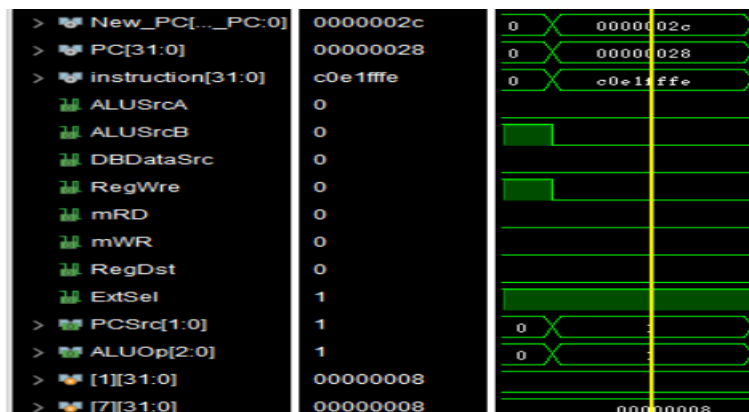 New_PC[..._PC:0] 0000002c 0 0000002c
PC[31:0] 00000028 0 00000028
instruction[31:0] c0e1fffe 0 c0e1fffe
ALUSrcA 0
ALUSrcB 0
DBDataSrc 0
RegWre 0
mRD 0
mWR 0
RegDst 0
ExtSel 1
PCSrc[1:0] 1 0 1
ALUOp[2:0] 1 0 1
[1][31:0] 00000008
[7][31:0] 00000008 00000008